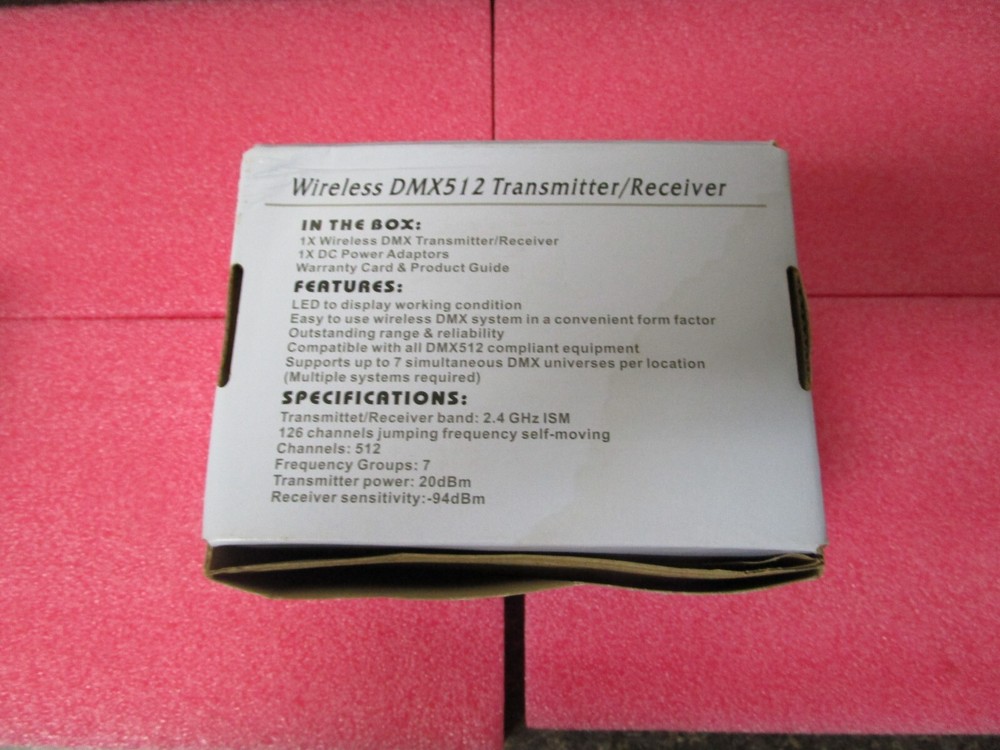 Wireless DMX512 Transmitter/Receiver
IN THE BOX:
1X Wireless DMX Transmitter/Receiver
1X DC Power Adaptors
Warranty Card & Product Guide
FEATURES:
LED to display working condition
Easy to use wireless DMX system in a convenient form factor
Outstanding range & reliability
Compatible with all DMX512 compliant equipment
Supports up to 7 simultaneous DMX universes per location
(Multiple systems required)
SPECIFICATIONS:
Transmittet/Receiver band: 2.4 GHz ISM
126 channels jumping frequency self-moving
Channels: 512
Frequency Groups: 7
Transmitter power: 20dBm
Receiver sensitivity:-94dBm